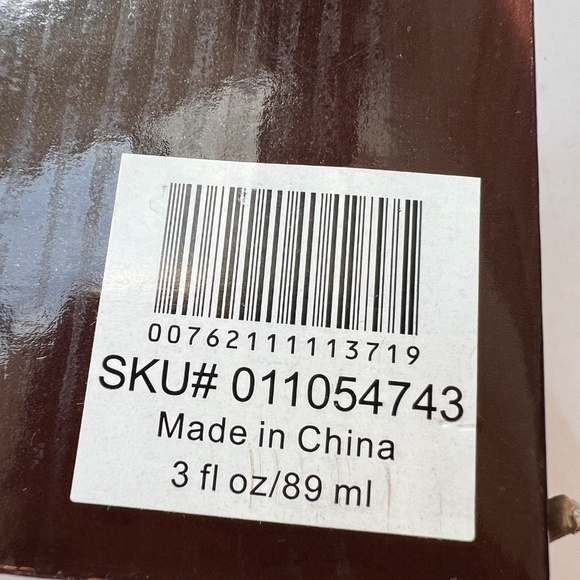 00762111113719
SKU# 011054743
Made in China
3 fl oz/89 ml